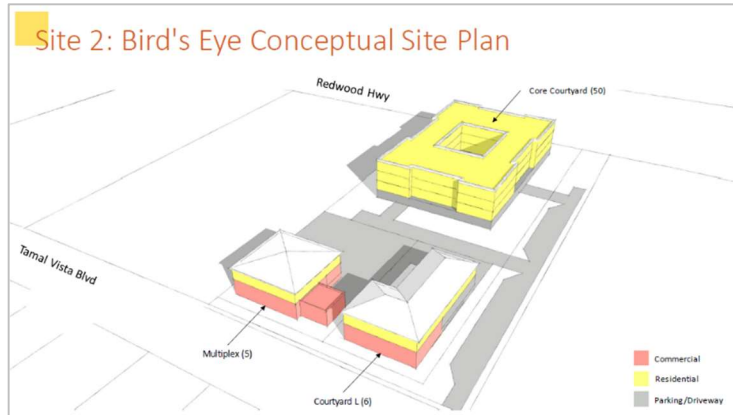 Site 2: Bird's Eye Conceptual Site Plan
Redwood Hwy
Core Courtyard (50)
Tamal Vista Blvd
Multiplex (5)
Courtyard L (6)
Commercial
Residential
Parking/Driveway